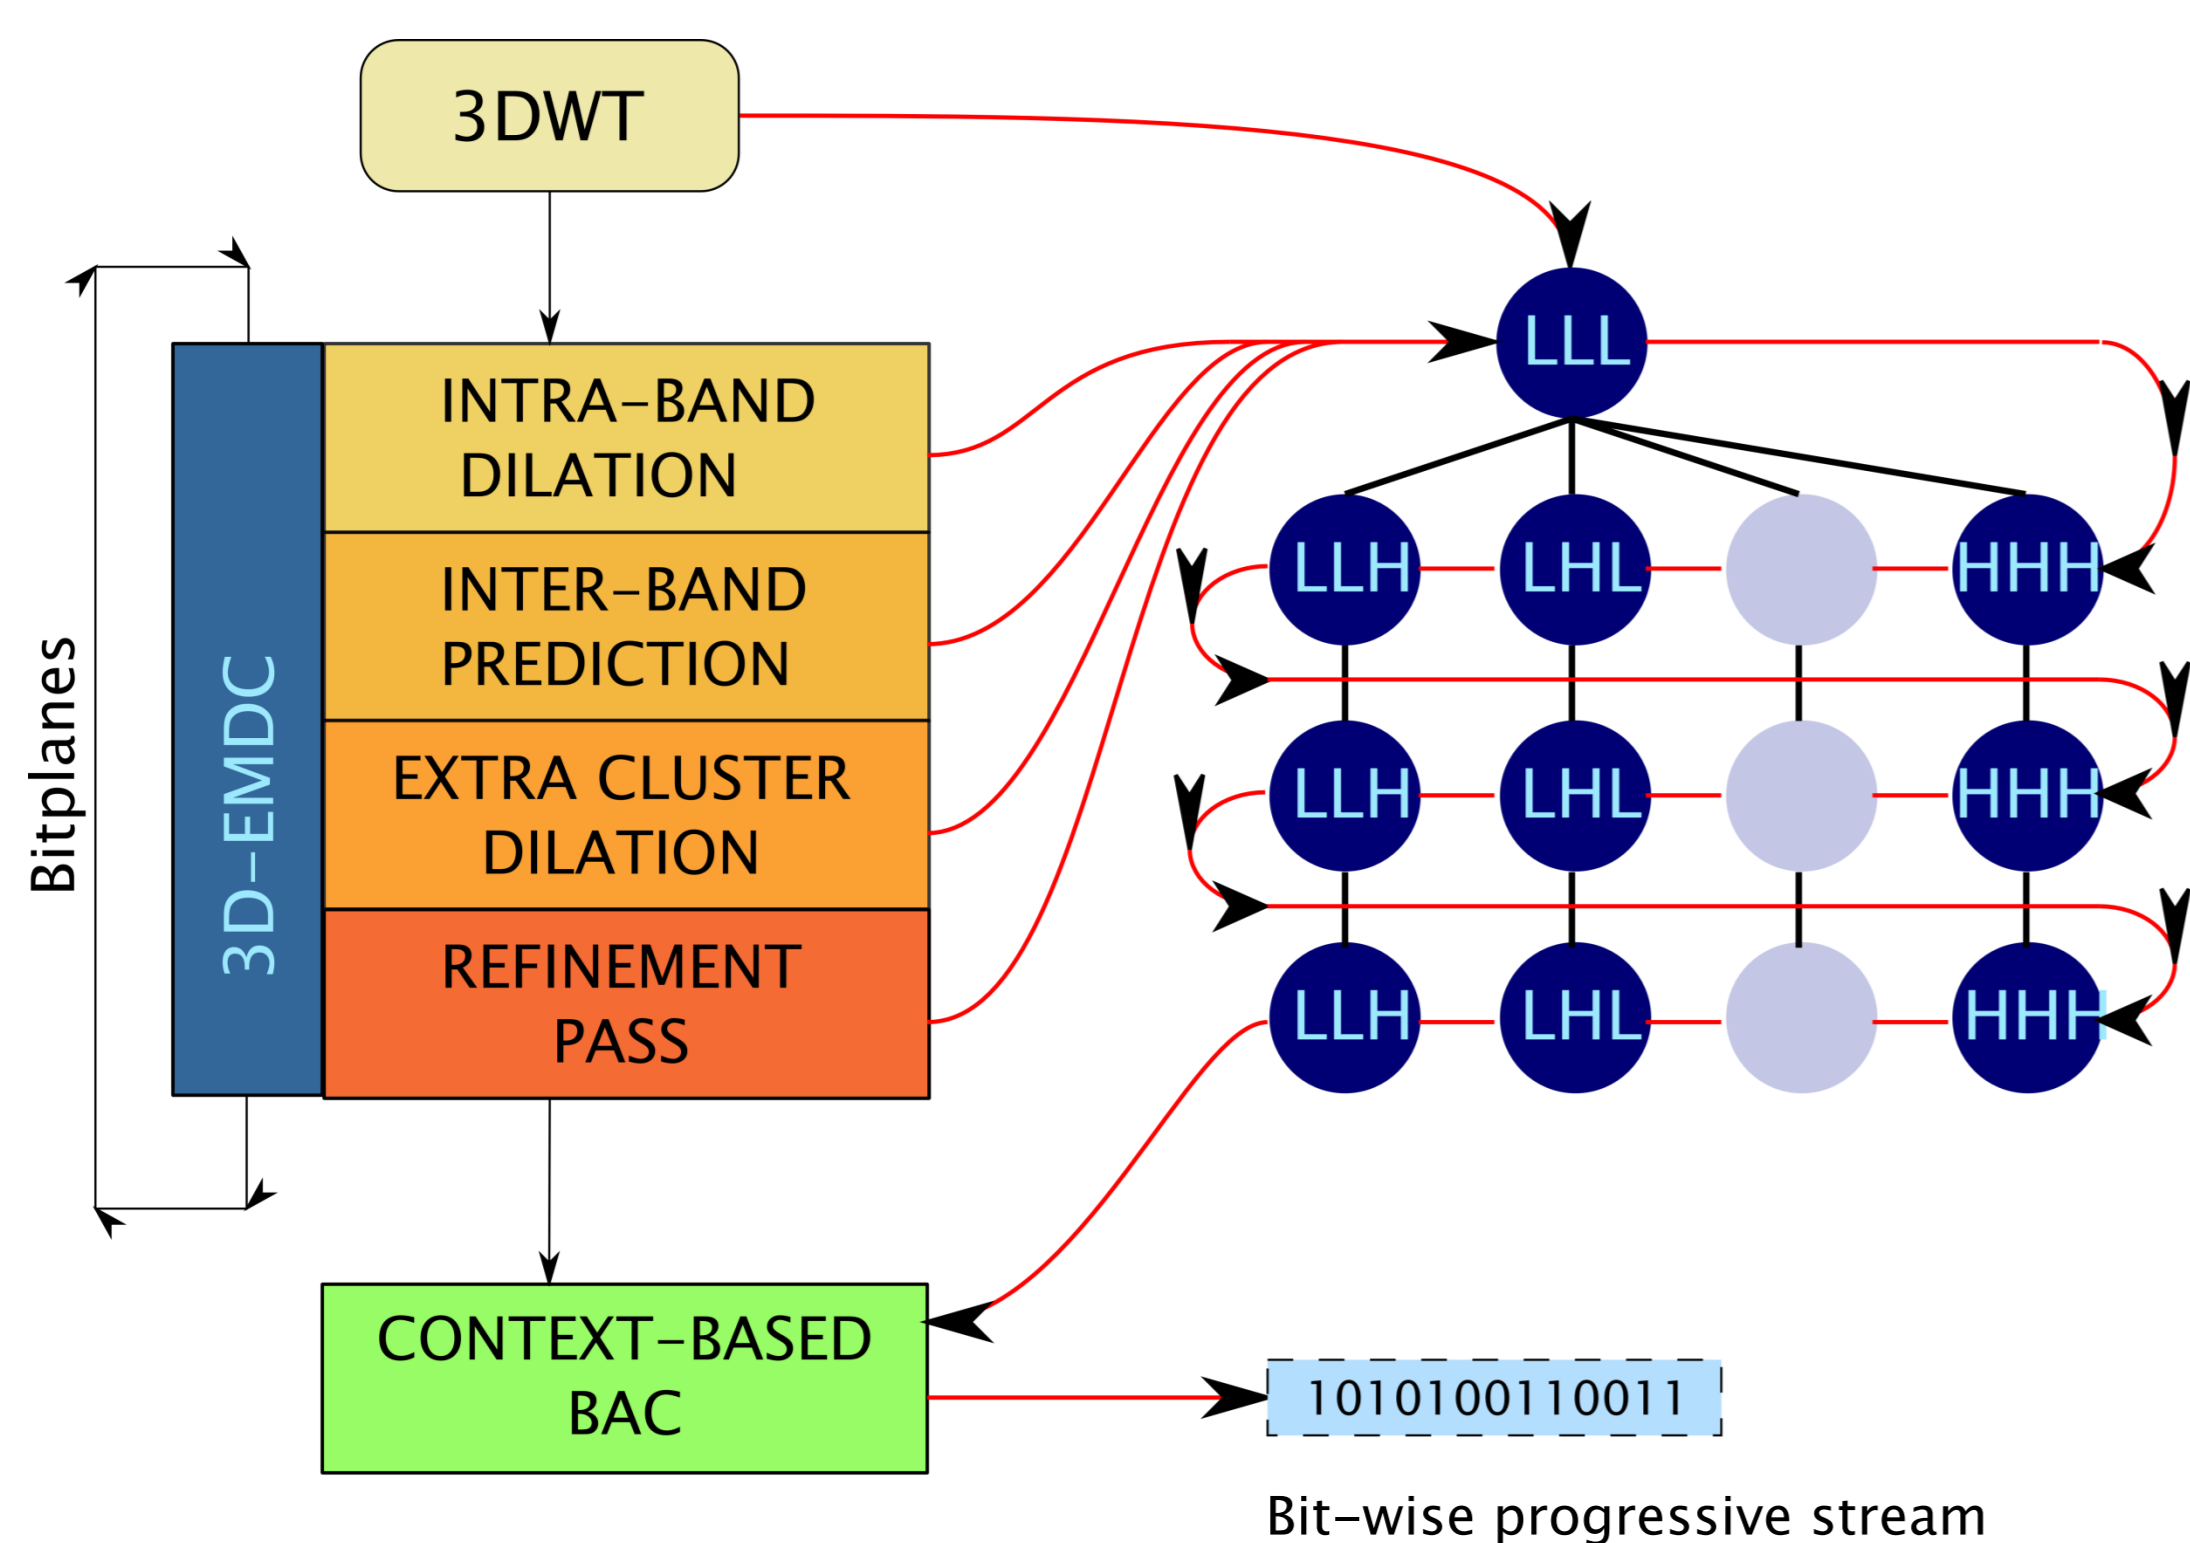 3DWT
LLL
INTRA-BAND
DILATION
INTER-BAND
PREDICTION
EXTRA CLUSTER
DILATION
REFINEMENT
PASS
3D-EMDC
Bitplanes
LLH LHL HHH
LLH LHL HHH
LLH LHL HHH
CONTEXT-BASED
BAC
1010100110011
Bit-wise progressive stream